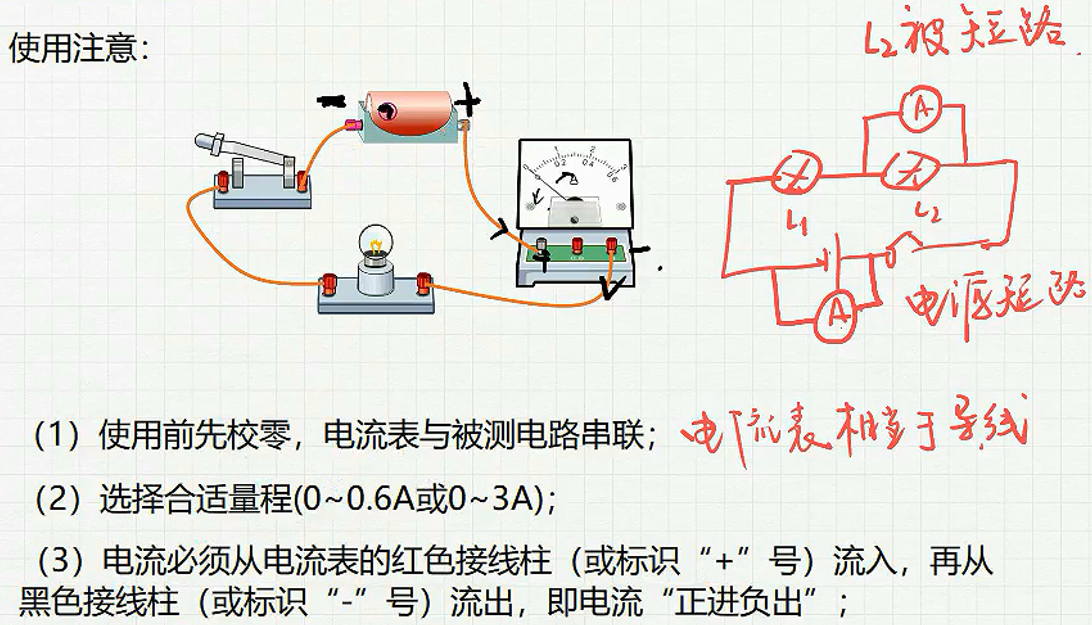 使用注意：
L2被短路
A
L1
L2
A
电源短路
- +
1 2 3
0 0.2 0.4 0.6
（1）使用前先校零，电流表与被测电路串联；
电流表相当于导线
（2）选择合适量程(0~0.6A或0~3A)；
（3）电流必须从电流表的红色接线柱（或标识“+”号）流入，再从
黑色接线柱（或标识“-”号）流出，即电流“正进负出”；